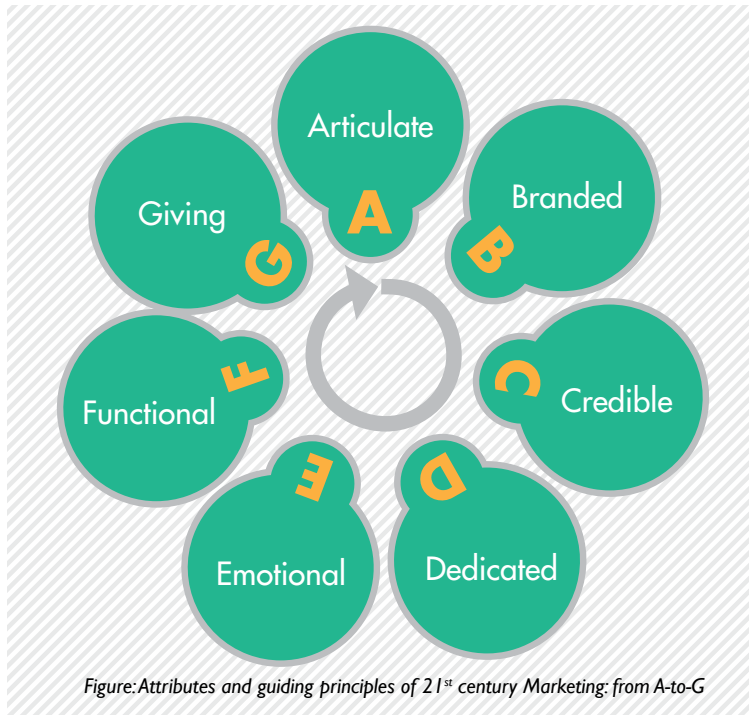 Articulate
A
Branded
B
Credible
C
Dedicated
D
Emotional
E
Functional
F
Giving
G
Figure: Attributes and guiding principles of 21st century Marketing: from A-to-G